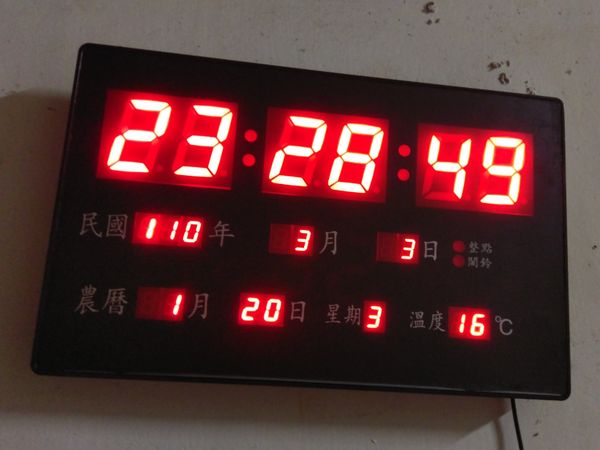 23:28:49
民國 110 年 3 月 3 日 整點
鬧鈴
農曆 1 月 20 日 星期 3 溫度 16 ℃